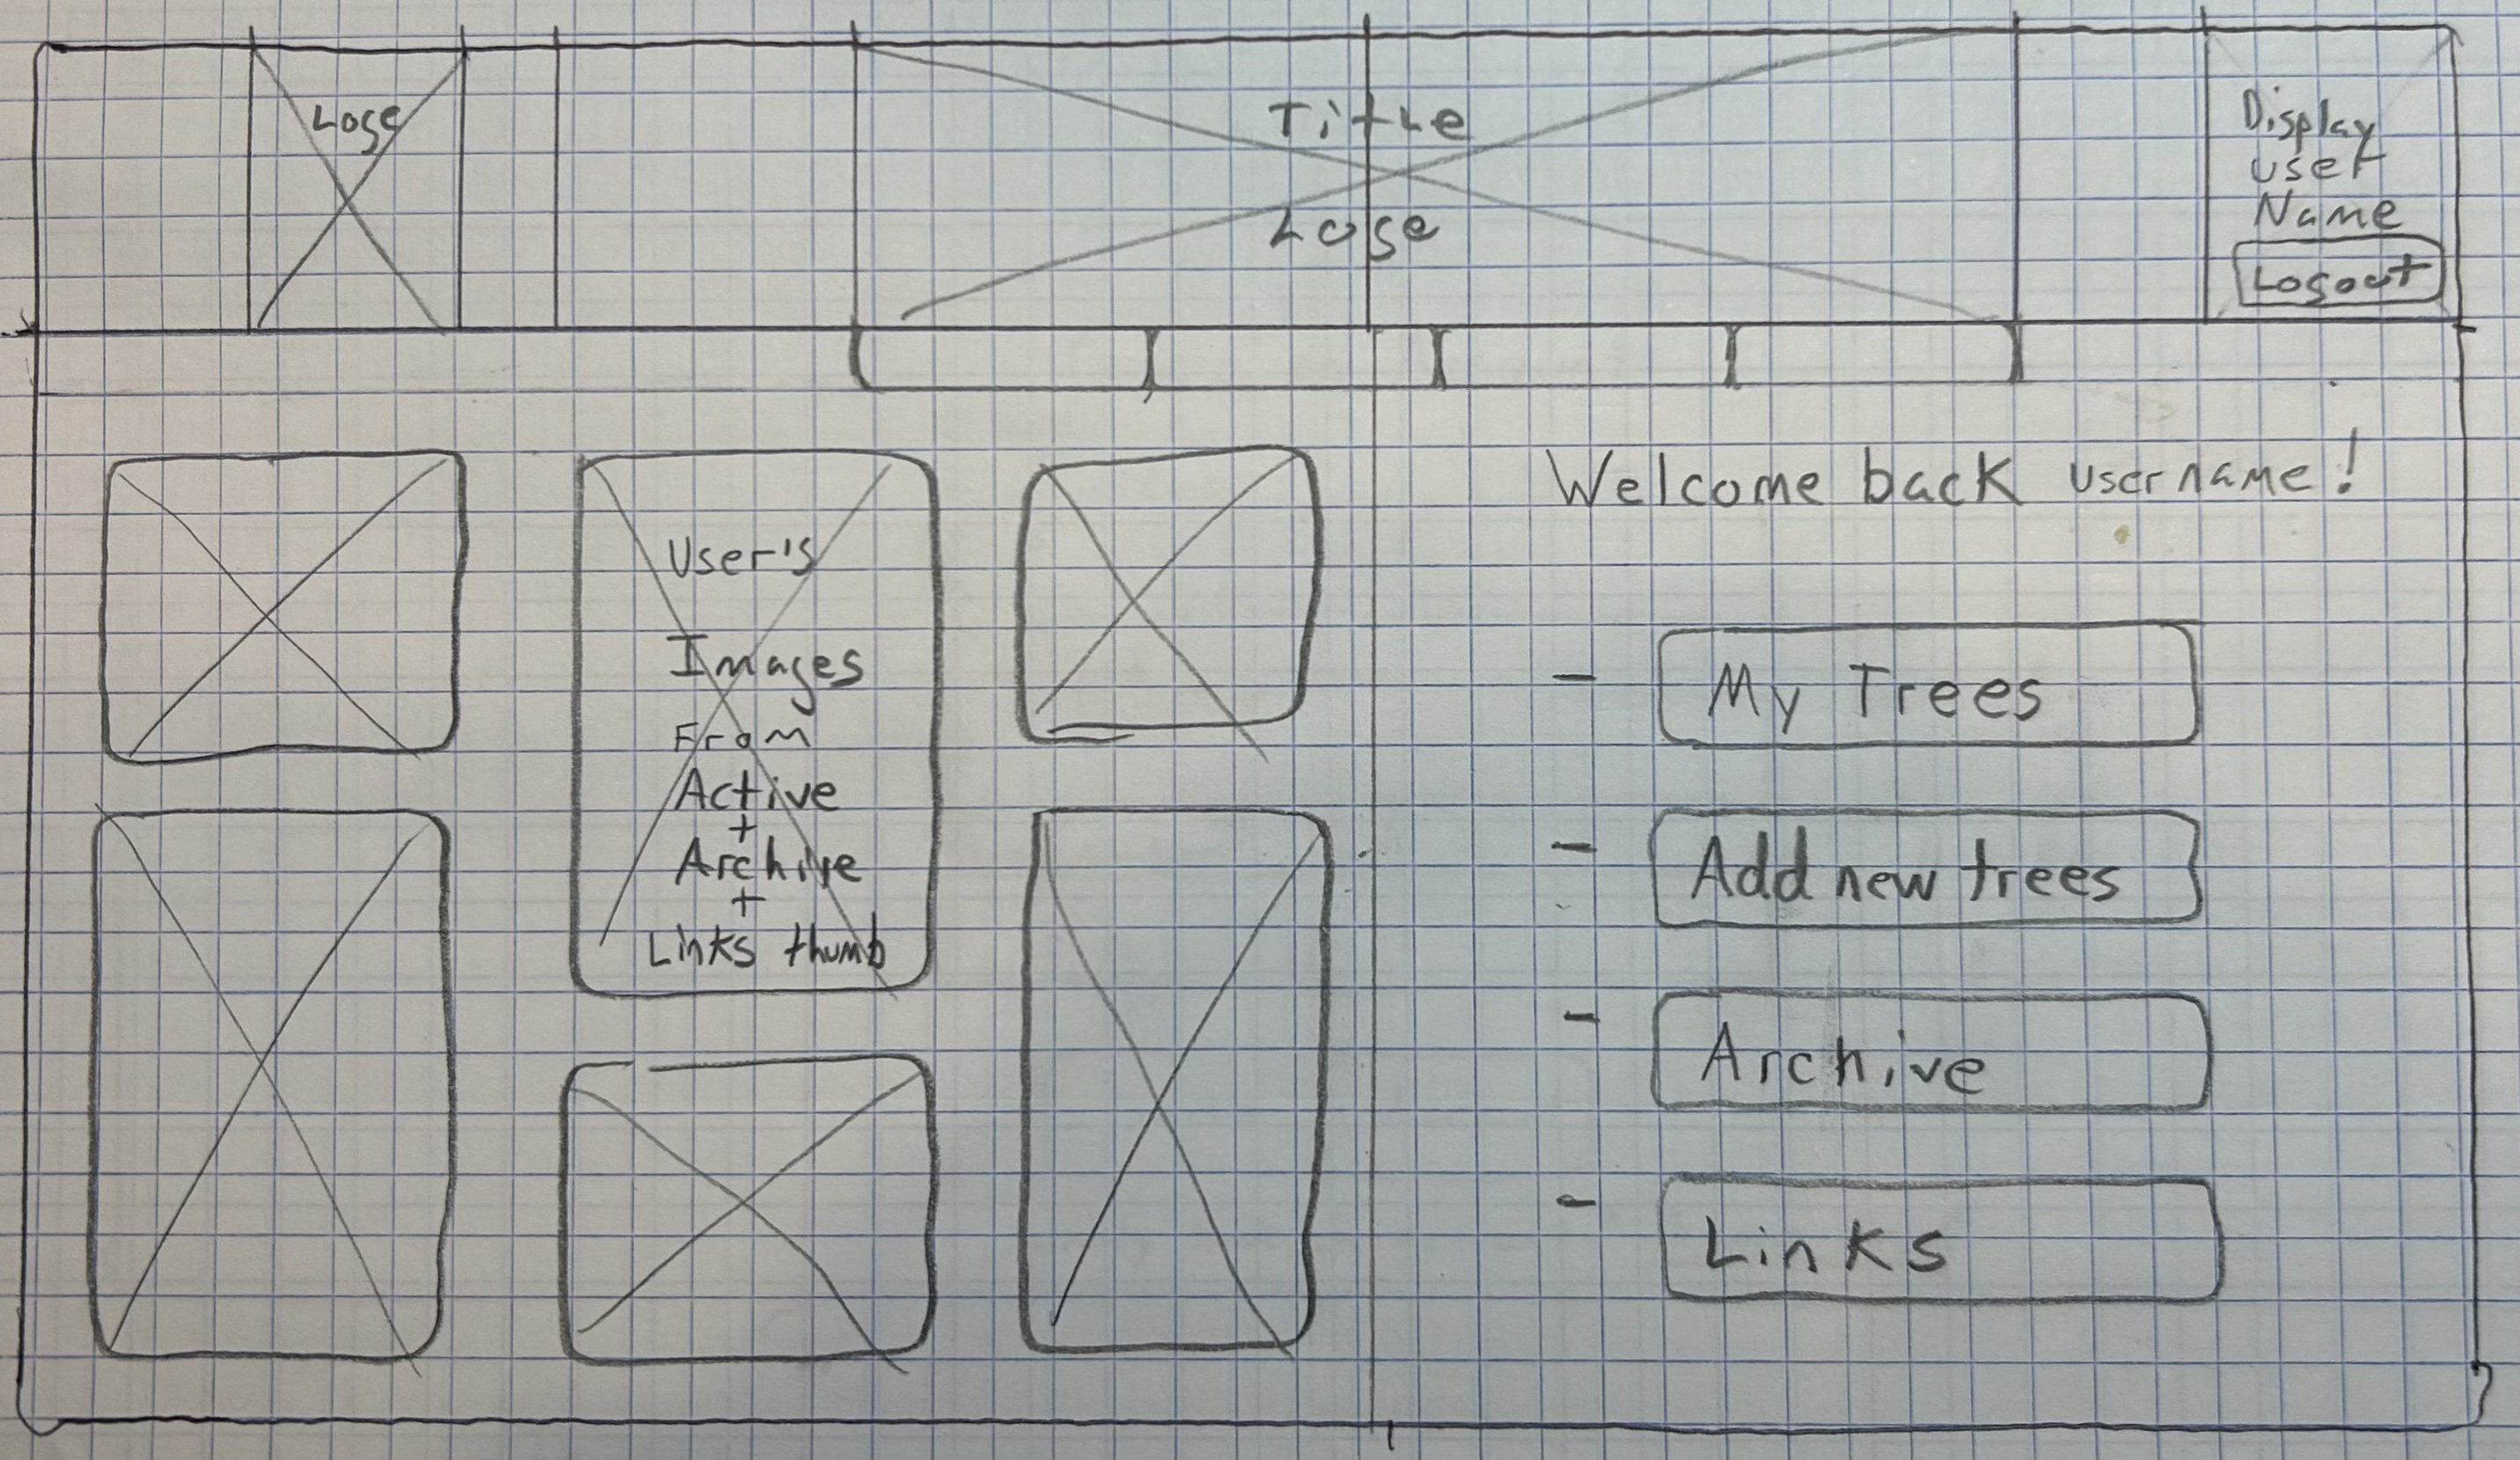 Loge
Title
Loge
Display
user
Name
Logout
Welcome back username!
User's
Images
From
Active
+
Archive
+
Links thumb
- My Trees
- Add new trees
- Archive
- Links